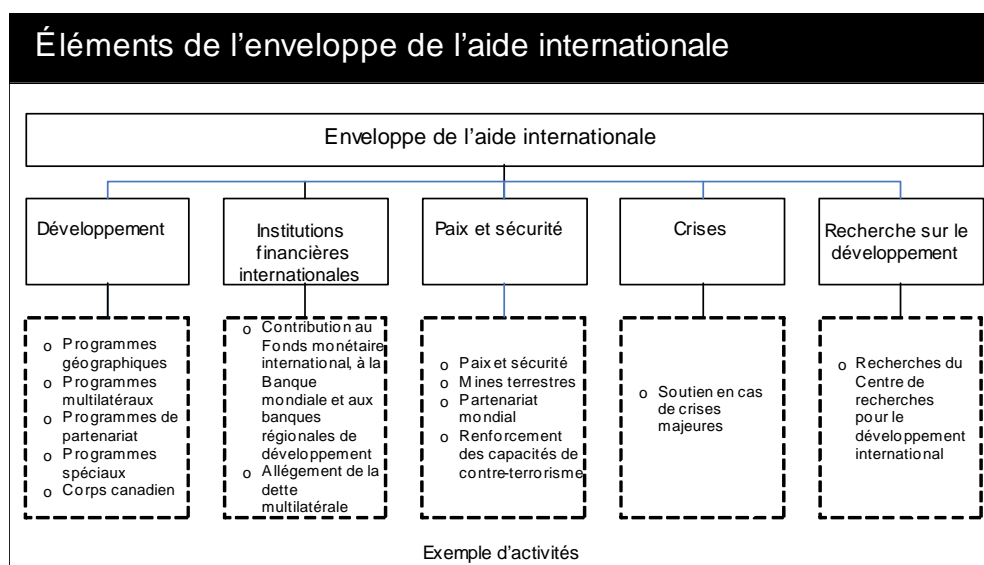 Éléments de l'enveloppe de l'aide internationale
Enveloppe de l'aide internationale
Développement
Institutions
financières
internationales
Paix et sécurité
Crises
Recherche sur le
développement
o Programmes
géographiques
o Programmes
multilatéraux
o Programmes de
partenariat
o Programmes
spéciaux
o Corps canadien
o Contribution au
Fonds monétaire
international, à la
Banque
mondiale et aux
banques
régionales de
développement
o Allégement de la
dette
multilatérale
o Paix et sécurité
o Mines terrestres
o Partenariat
mondial
o Renforcement
des capacités de
contre-terrorisme
o Soutien en cas
de crises
majeures
o Recherches du
Centre de
recherches
pour le
développement
international
Exemple d'activités